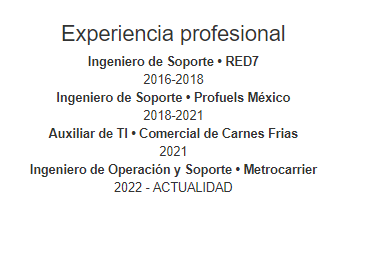 Experiencia profesional
Ingeniero de Soporte • RED7
2016-2018
Ingeniero de Soporte • Profuels México
2018-2021
Auxiliar de TI • Comercial de Carnes Frias
2021
Ingeniero de Operación y Soporte • Metrocarrier
2022 - ACTUALIDAD